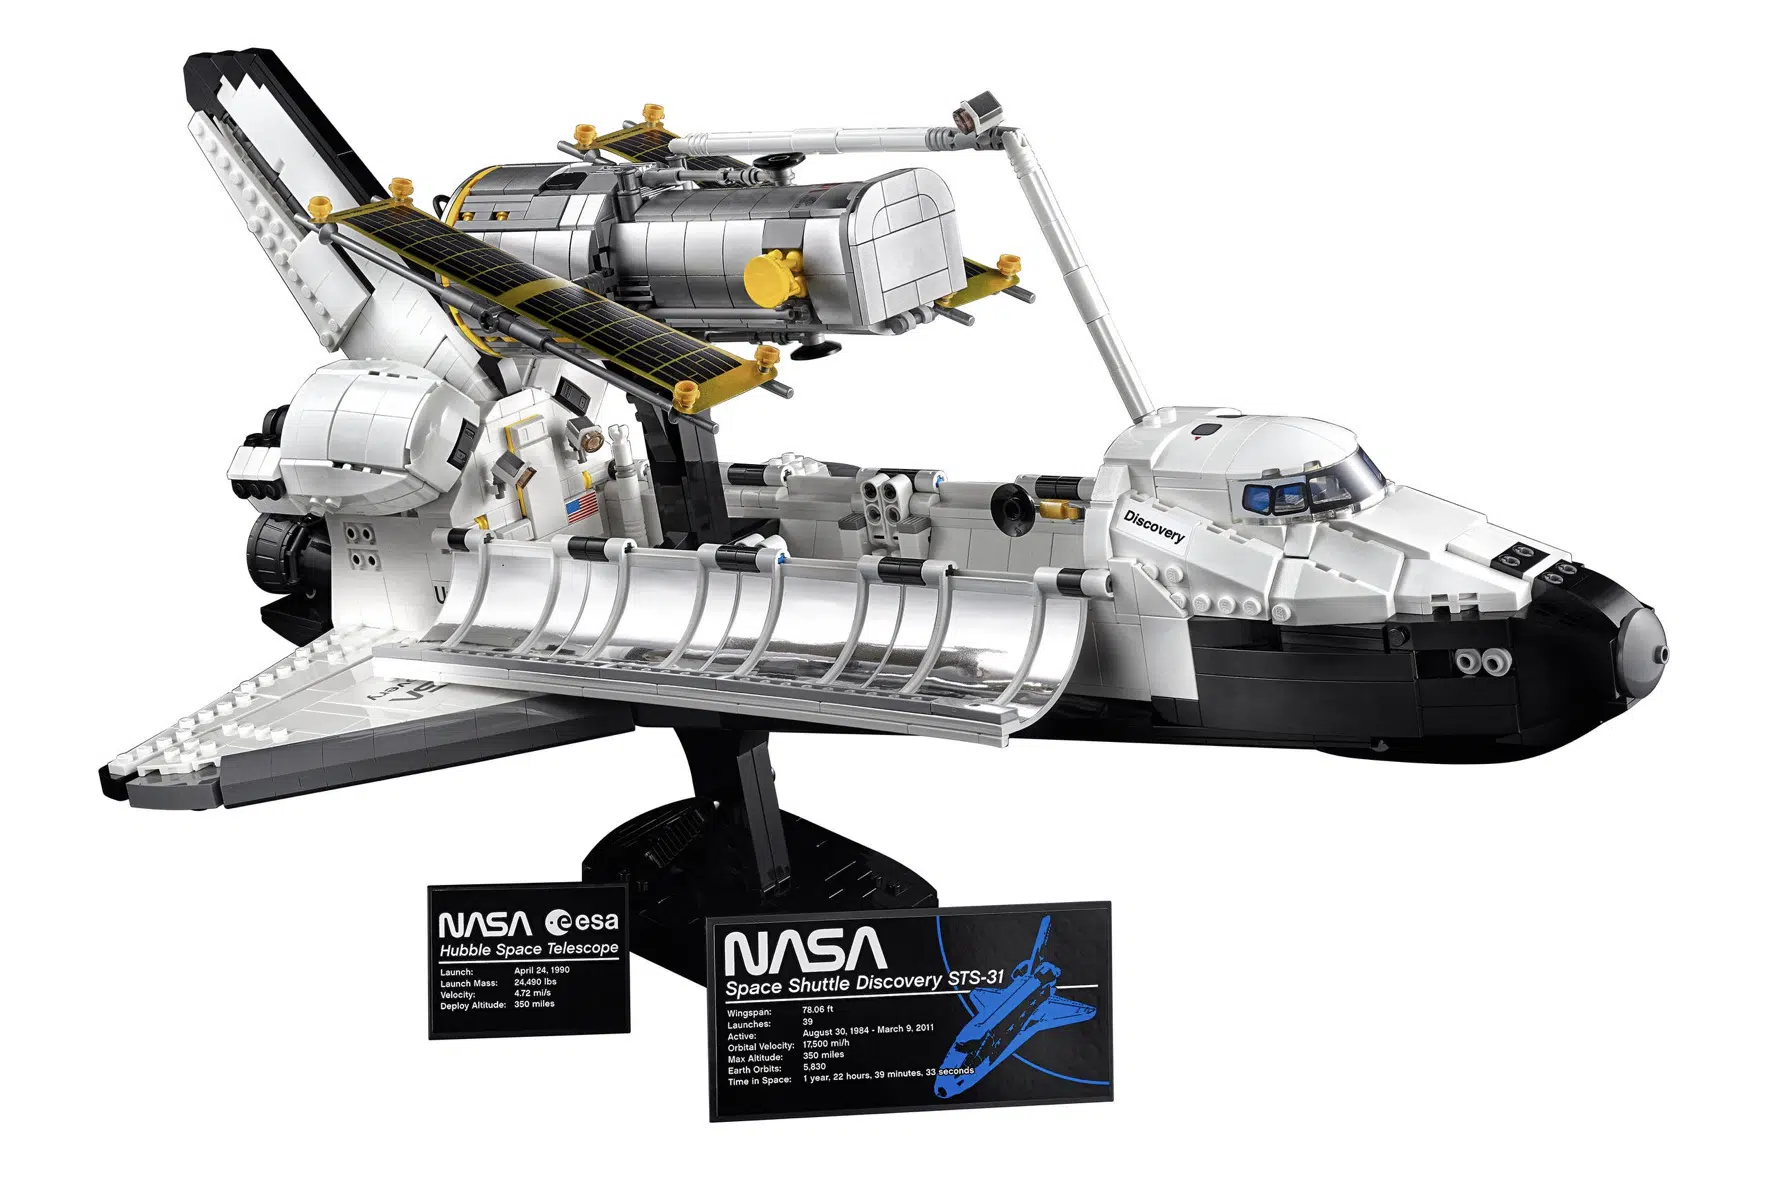 Discovery
U
NASA esa
Hubble Space Telescope
Launch: April 24, 1990
Launch Mass: 24,490 lbs
Velocity: 4.72 mi/s
Deploy Altitude: 350 miles
NASA
Space Shuttle Discovery STS-31
Wingspan: 78.06 ft
Launches: 39
Active: August 30, 1984 - March 9, 2011
Orbital Velocity: 17,500 mi/h
Max Altitude: 350 miles
Earth Orbits: 5,830
Time in Space: 1 year, 22 hours, 39 minutes, 33 seconds